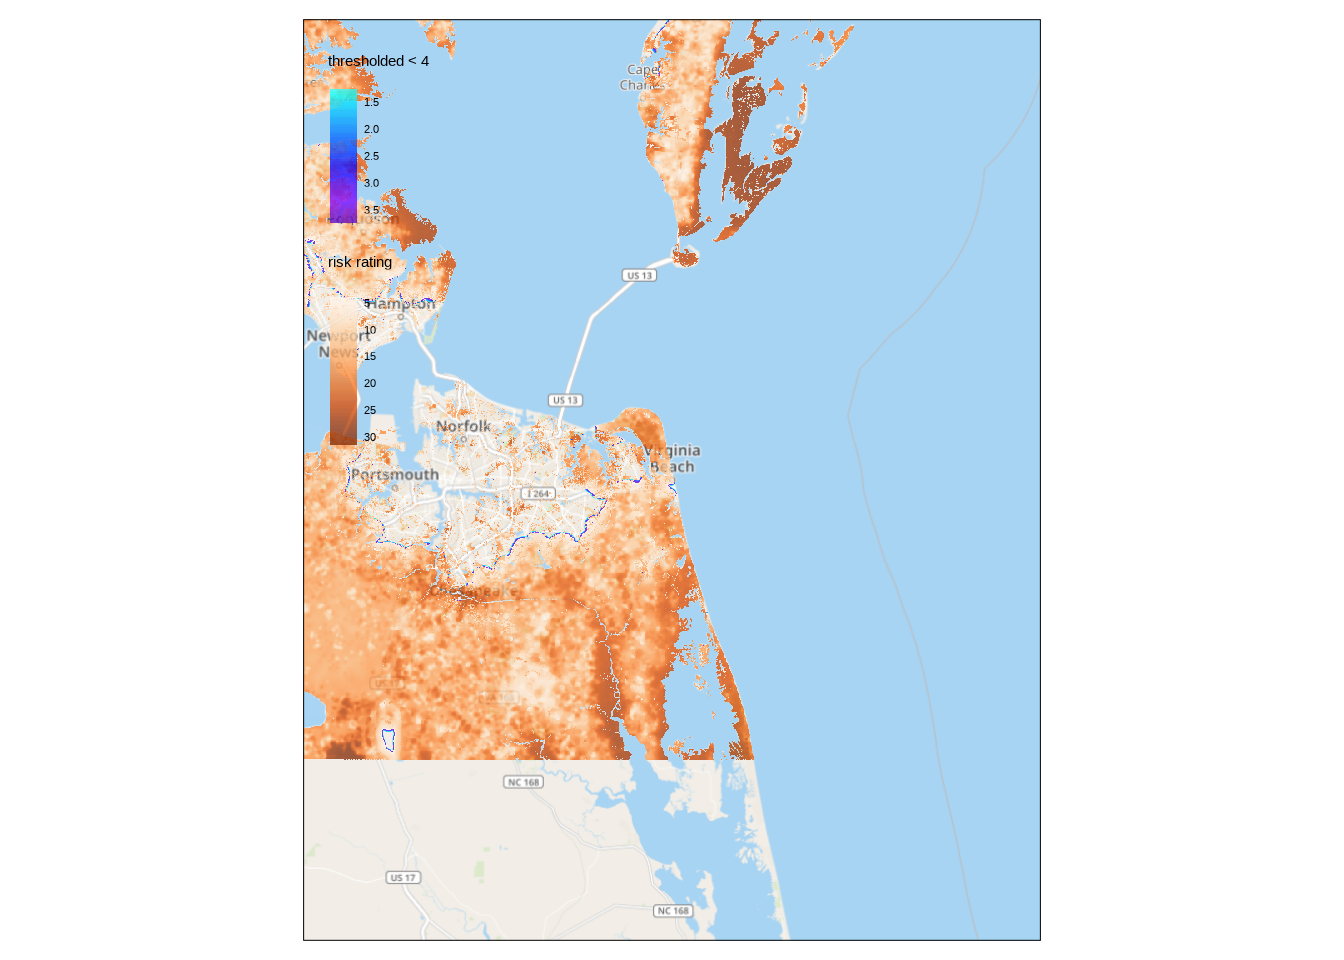 thresholded < 4
1.5
2.0
2.5
3.0
3.5
Cape
Charles
risk rating
5
10
15
20
25
30
US 13
Hampton
Newport
News
US 13
Norfolk
Virginia
Beach
Portsmouth
I 264
Chesapeake
NC 168
US 17
NC 168